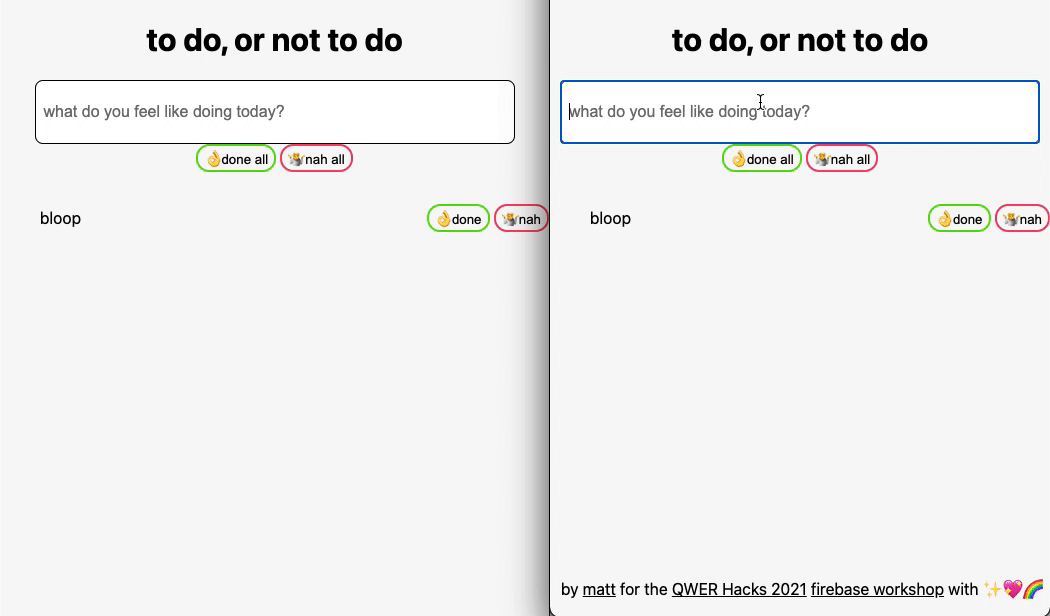 to do, or not to do
what do you feel like doing today?
👌done all 🤷nah all
bloop
👌done 🤷nah
to do, or not to do
what do you feel like doing today?
👌done all 🤷nah all
bloop
👌done 🤷nah
by matt for the QWER Hacks 2021 firebase workshop with ✨💖🌈